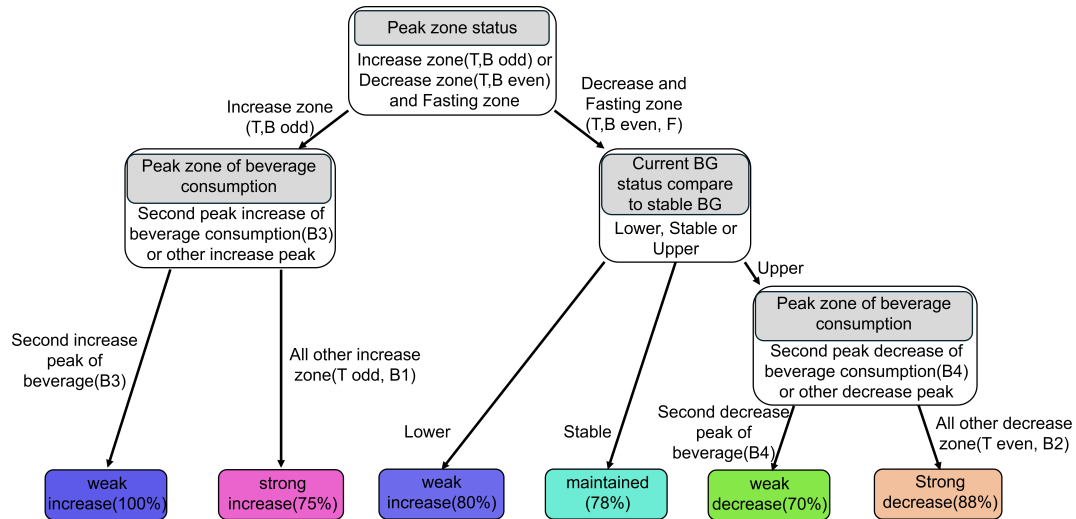 Peak zone status
Increase zone(T,B odd) or
Decrease zone(T,B even)
and Fasting zone
Increase zone
(T,B odd)
Decrease and
Fasting zone
(T,B even, F)
Peak zone of beverage
consumption
Second peak increase of
beverage consumption(B3)
or other increase peak
Current BG
status compare
to stable BG
Lower, Stable or
Upper
Upper
Peak zone of beverage
consumption
Second peak decrease of
beverage consumption(B4)
or other decrease peak
Second increase
peak of
beverage(B3)
All other increase
zone(T odd, B1)
Lower
Stable
Second decrease
peak of
beverage(B4)
All other decrease
zone(T even, B2)
weak
increase(100%)
strong
increase(75%)
weak
increase(80%)
maintained
(78%)
weak
decrease(70%)
Strong
decrease(88%)